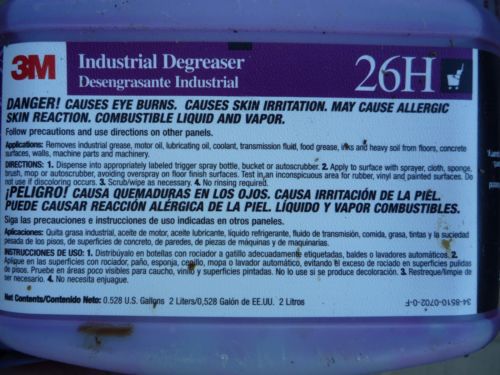 3M
Industrial Degreaser
Desengrasante Industrial
26H
DANGER! CAUSES EYE BURNS. CAUSES SKIN IRRITATION. MAY CAUSE ALLERGIC
SKIN REACTION. COMBUSTIBLE LIQUID AND VAPOR.
Follow precautions and use directions on other panels.
Applications: Removes industrial grease, motor oil, lubricating oil, coolant, transmission fluid, food grease, inks and heavy soil from floors, concrete
surfaces, walls, machine parts and machinery.
DIRECTIONS: 1. Dispense into appropriately labeled trigger spray bottle, bucket or autoscrubber. 2. Apply to surface with sprayer, cloth, sponge,
brush, mop or autoscrubber, avoiding overspray on floor finish surfaces. Test in an inconspicuous area for rubber, vinyl and painted surfaces. Do
not use if discoloring occurs. 3. Scrub/wipe as necessary. 4. No rinsing required.
¡PELIGRO! CAUSA QUEMADURAS EN LOS OJOS. CAUSA IRRITACIÓN DE LA PIEL.
PUEDE CAUSAR REACCIÓN ALÉRGICA DE LA PIEL. LÍQUIDO Y VAPOR COMBUSTIBLES.
Siga las precauciones e instrucciones de uso indicadas en otros paneles.
Aplicaciones: Quita grasa industrial, aceite de motor, aceite lubricante, líquido refrigerante, fluido de transmisión, comida, grasa, tintas y la suciedad
pesada de los pisos, de superficies de concreto, de paredes, de piezas de máquinas y de maquinarias.
INSTRUCCIONES DE USO: 1. Distribúyalo en botellas con rociador a gatillo adecuadamente etiquetadas, baldes o lavadores automáticos. 2.
Aplique en las superficies con rociador, paño, esponja, cepillo, mopa o lavador automático, evitando el exceso de rociado en superficies pulidas
de pisos. Pruebe en áreas poco visibles para caucho, vinil y superficies pintadas. No lo use si se produce decoloración. 3. Restregue/limpie de
ser necesario. 4. No necesita enjuague.
Net Contents/Contenido Neto: 0.528 U.S. Gallons 2 Liters/0,528 Galón de EE.UU. 2 Litros
34-8510-0702-0-F